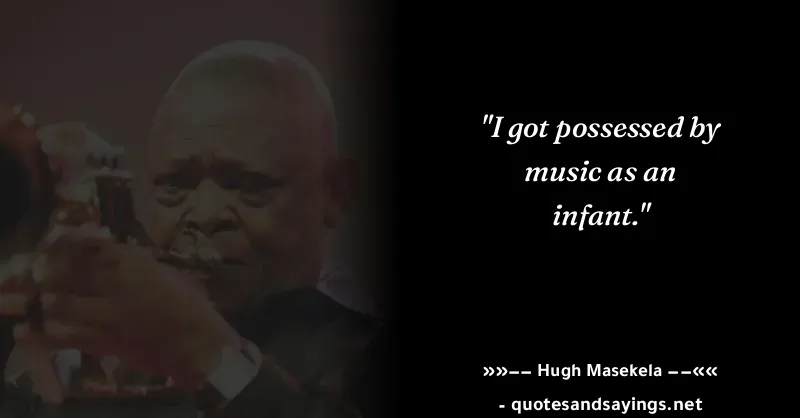 "I got possessed by
music as an
infant."
»»−− Hugh Masekela −−««
- quotesandsayings.net